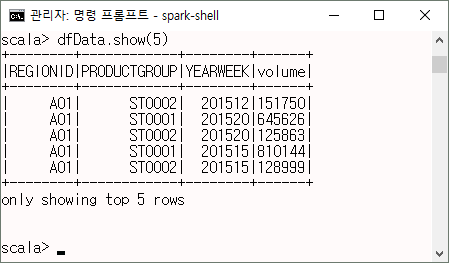 관리자: 명령 프롬프트 - spark-shell
scala> dfData.show(5)
+--------+------------+--------+------+
|REGIONID|PRODUCTGROUP|YEARWEEK|volume|
+--------+------------+--------+------+
|     A01|      ST0002|  201512|151750|
|     A01|      ST0001|  201520|645626|
|     A01|      ST0002|  201520|125863|
|     A01|      ST0001|  201515|810144|
|     A01|      ST0002|  201515|128999|
+--------+------------+--------+------+
only showing top 5 rows
scala>